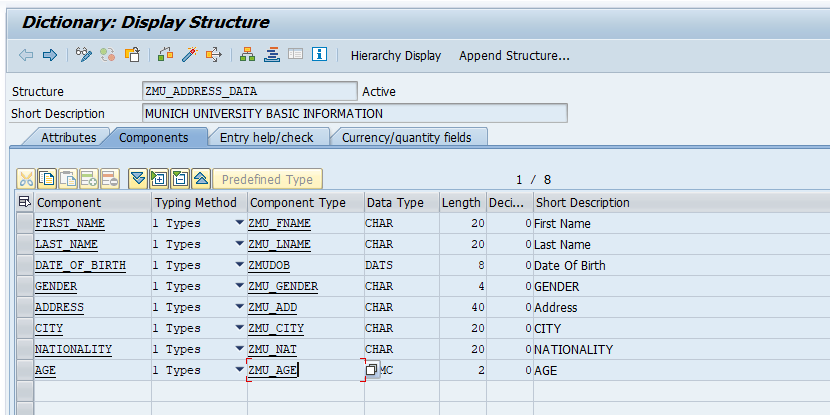 Dictionary: Display Structure
Hierarchy Display Append Structure...
Structure ZMU_ADDRESS_DATA Active
Short Description MUNICH UNIVERSITY BASIC INFORMATION
Attributes Components Entry help/check Currency/quantity fields
Predefined Type 1 / 8
Component Typing Method Component Type Data Type Length Deci... Short Description
FIRST_NAME 1 Types ZMU_FNAME CHAR 20 0 First Name
LAST_NAME 1 Types ZMU_LNAME CHAR 20 0 Last Name
DATE_OF_BIRTH 1 Types ZMUDOB DATS 8 0 Date Of Birth
GENDER 1 Types ZMU_GENDER CHAR 4 0 GENDER
ADDRESS 1 Types ZMU_ADD CHAR 40 0 Address
CITY 1 Types ZMU_CITY CHAR 20 0 CITY
NATIONALITY 1 Types ZMU_NAT CHAR 20 0 NATIONALITY
AGE 1 Types ZMU_AGE 2 0 AGE